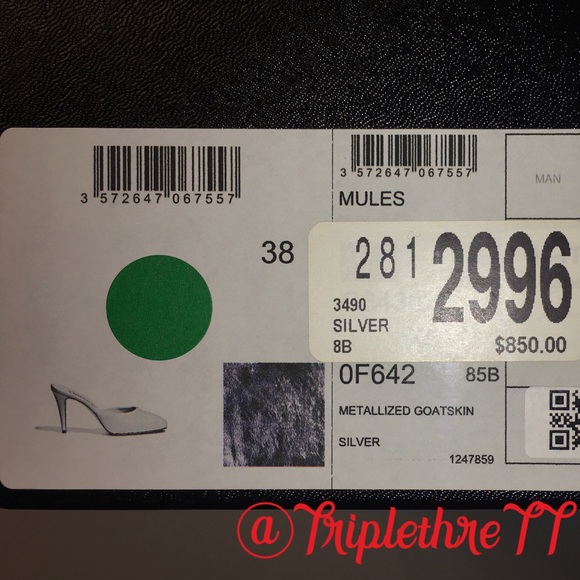 3 572647 067557
3 572647 067557
MAN
MULES
38
281 2996
3490
SILVER
8B
$850.00
0F642 85B
METALLIZED GOATSKIN
SILVER
1247859
@TriplethreTT